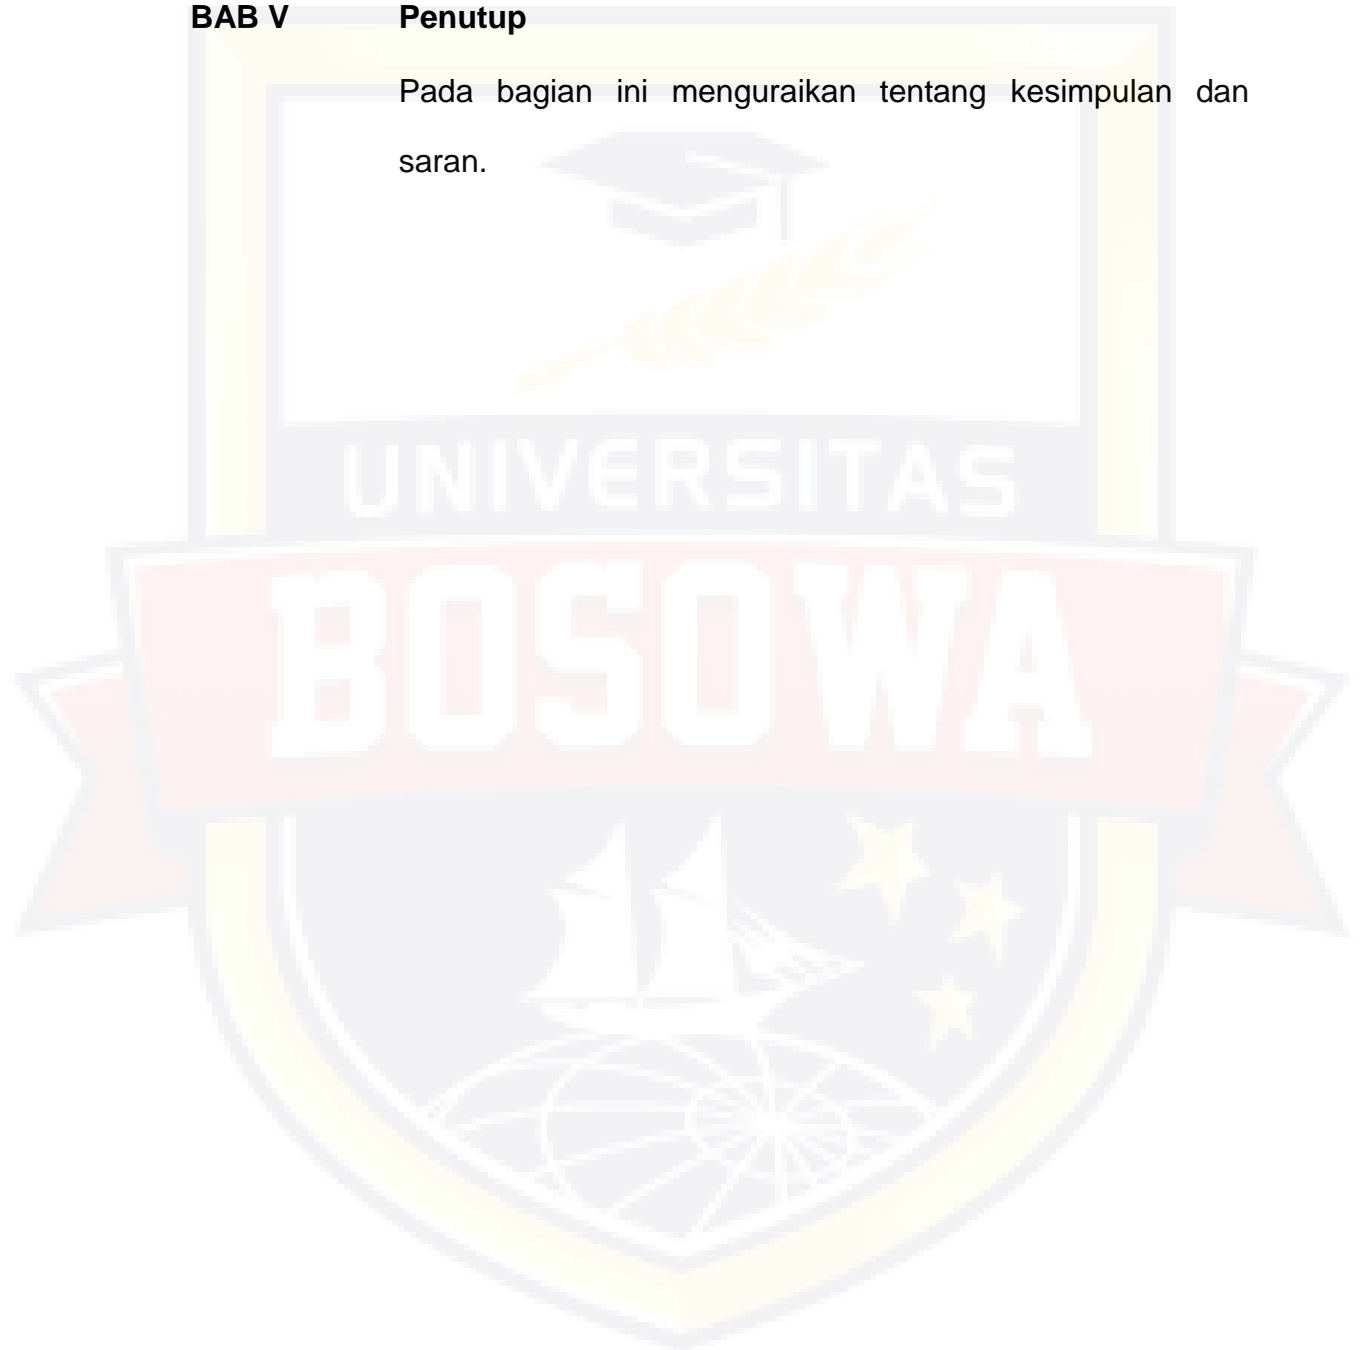 BAB V Penutup
Pada bagian ini menguraikan tentang kesimpulan dan
saran.
UNIVERSITAS
BOSOWA